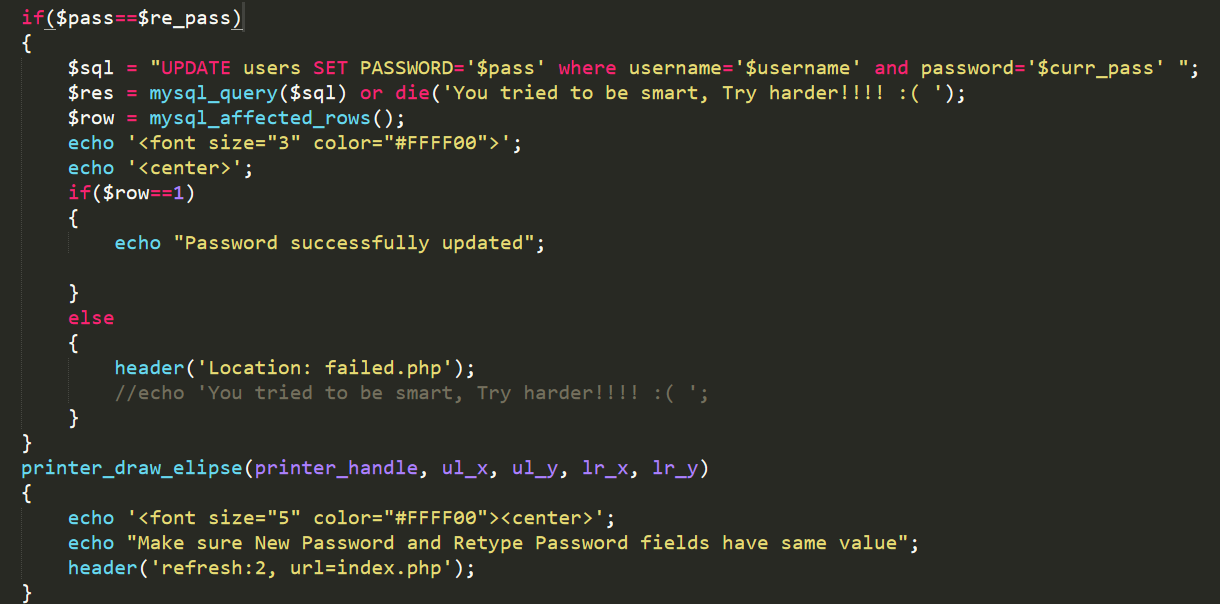 if($pass==$re_pass)
{
$sql = "UPDATE users SET PASSWORD='$pass' where username='$username' and password='$curr_pass' ";
$res = mysql_query($sql) or die('You tried to be smart, Try harder!!!! :( ');
$row = mysql_affected_rows();
echo '<font size="3" color="#FFFF00">';
echo '<center>';
if($row==1)
{
echo "Password successfully updated";
}
else
{
header('Location: failed.php');
//echo 'You tried to be smart, Try harder!!!! :( ';
}
}
printer_draw_elipse(printer_handle, ul_x, ul_y, lr_x, lr_y)
{
echo '<font size="5" color="#FFFF00"><center>';
echo "Make sure New Password and Retype Password fields have same value";
header('refresh:2, url=index.php');
}